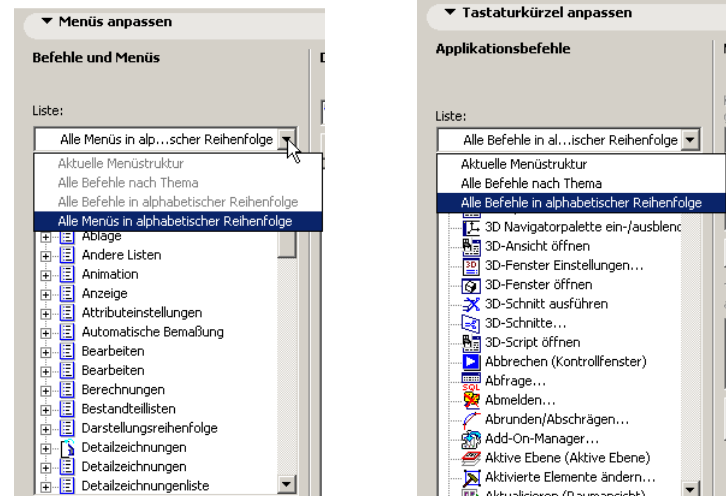 Menüs anpassen
Befehle und Menüs
Liste:
Alle Menüs in alp...scher Reihenfolge
Aktuelle Menüstruktur
Alle Befehle nach Thema
Alle Befehle in alphabetischer Reihenfolge
Alle Menüs in alphabetischer Reihenfolge
Ablage
Andere Listen
Animation
Anzeige
Attributeinstellungen
Automatische Bemaßung
Bearbeiten
Bearbeiten
Berechnungen
Bestandteillisten
Darstellungsreihenfolge
Detailzeichnungen
Detailzeichnungen
Detailzeichnungenliste
Tastaturkürzel anpassen
Applikationsbefehle
Liste:
Alle Befehle in al...ischer Reihenfolge
Aktuelle Menüstruktur
Alle Befehle nach Thema
Alle Befehle in alphabetischer Reihenfolge
3D Navigatorpalette ein-/ausblend
3D-Ansicht öffnen
3D-Fenster Einstellungen...
3D-Fenster öffnen
3D-Schnitt ausführen
3D-Schnitte...
3D-Script öffnen
Abbrechen (Kontrollfenster)
Abfrage...
Abmelden...
Abrunden/Abschrägen...
Add-On-Manager...
Aktive Ebene (Aktive Ebene)
Aktivierte Elemente ändern...
Aktualisieren (Raumansicht)